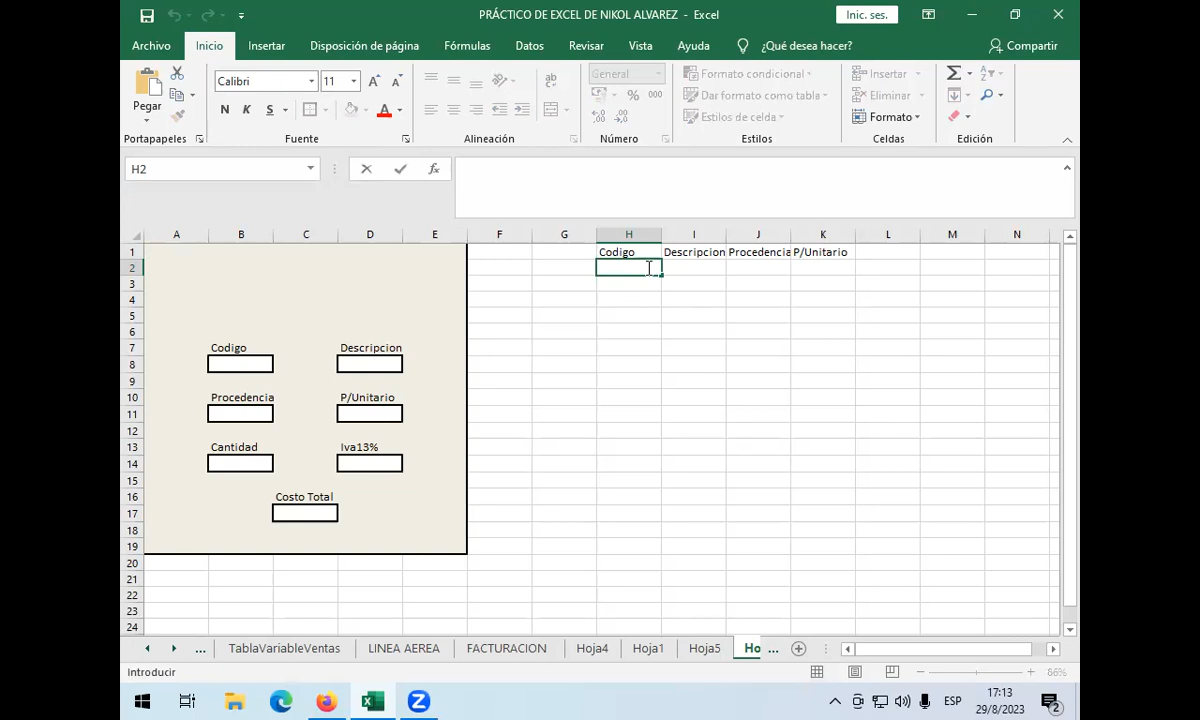 PRÁCTICO DE EXCEL DE NIKOL ALVAREZ - Excel
Inic. ses.
Archivo Inicio Insertar Disposición de página Fórmulas Datos Revisar Vista Ayuda ¿Qué desea hacer? Compartir
Pegar
Calibri 11
N K S
General
% 000
Formato condicional
Dar formato como tabla
Estilos de celda
Insertar
Eliminar
Formato
Portapapeles Fuente Alineación Número Estilos Celdas Edición
H2 fx
A B C D E F G H I J K L M N
1 Codigo Descripcion Procedencia P/Unitario
2
3
4
5
6
7 Codigo Descripcion
8
9
10 Procedencia P/Unitario
11
12
13 Cantidad Iva13%
14
15
16 Costo Total
17
18
19
20
21
22
23
24
... TablaVariableVentas LINEA AEREA FACTURACION Hoja4 Hoja1 Hoja5 Ho ...
Introducir 86%
ESP 17:13
29/8/2023 2